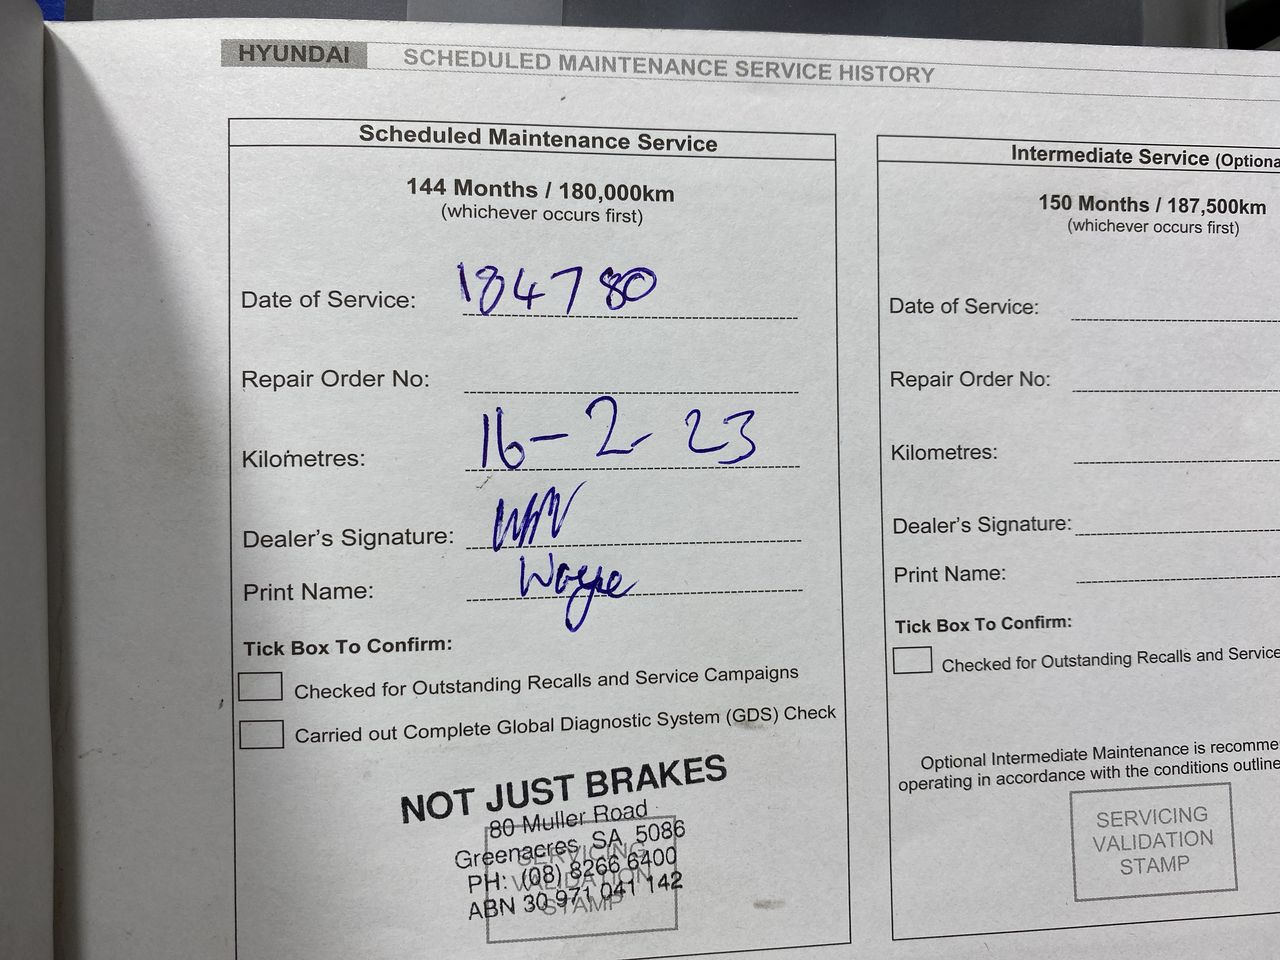 HYUNDAI SCHEDULED MAINTENANCE SERVICE HISTORY
Scheduled Maintenance Service
144 Months / 180,000km
(whichever occurs first)
Date of Service: 184780
Repair Order No:
Kilometres: 16-2-23
Dealer's Signature:
Print Name: Wayne
Tick Box To Confirm:
Checked for Outstanding Recalls and Service Campaigns
Carried out Complete Global Diagnostic System (GDS) Check
NOT JUST BRAKES
80 Muller Road
Greenacres, SA, 5086
PH: (08) 8266 6400
ABN 30 971 041 142
SERVICING
VALIDATION
STAMP
Intermediate Service (Optiona
150 Months / 187,500km
(whichever occurs first)
Date of Service:
Repair Order No:
Kilometres:
Dealer's Signature:
Print Name:
Tick Box To Confirm:
Checked for Outstanding Recalls and Service
Optional Intermediate Maintenance is recomme
operating in accordance with the conditions outline
SERVICING
VALIDATION
STAMP